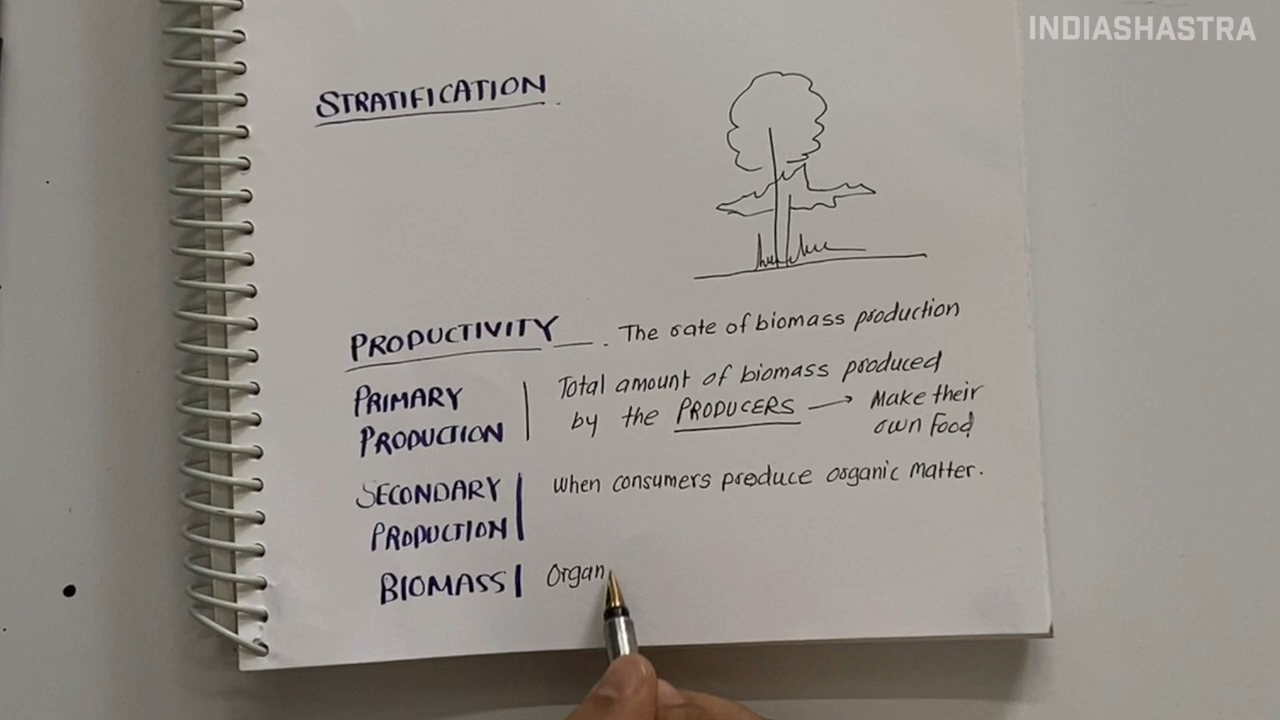 INDIASHASTRA
STRATIFICATION.
PRODUCTIVITY. The rate of biomass production
PRIMARY PRODUCTION
Total amount of biomass produced
by the PRODUCERS → Make their
own Food
SECONDARY PRODUCTION
when consumers produce organic matter.
BIOMASS Organ